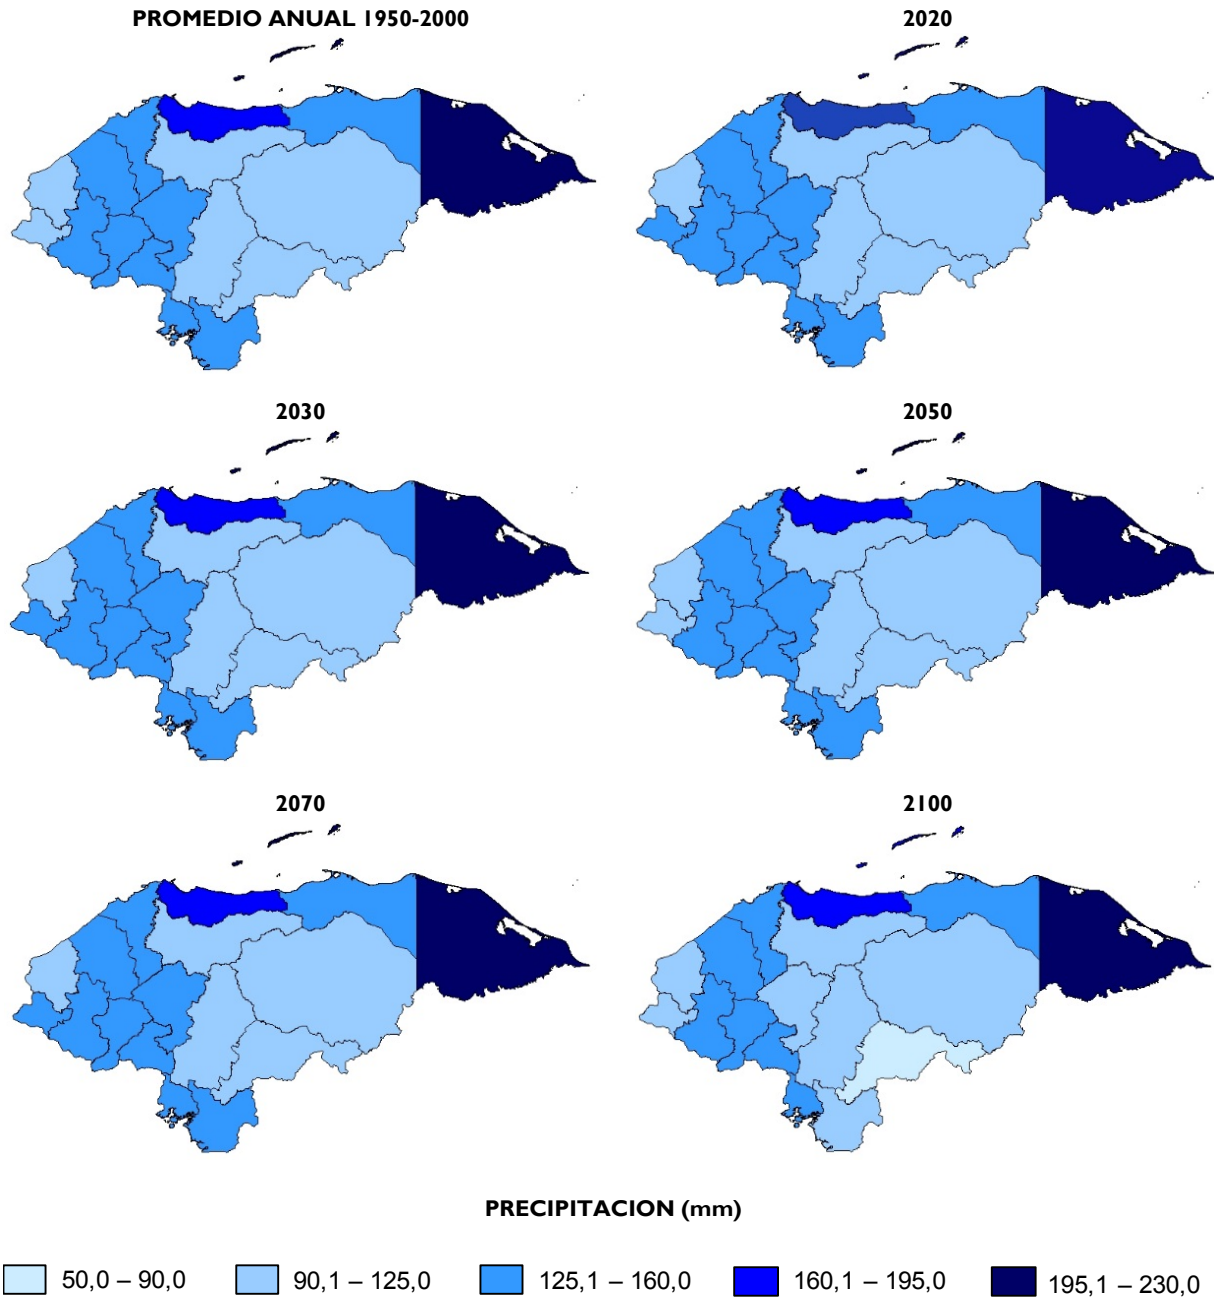 PROMEDIO ANUAL 1950-2000
2020
2030
2050
2070
2100
PRECIPITACION (mm)
50,0 – 90,0
90,1 – 125,0
125,1 – 160,0
160,1 – 195,0
195,1 – 230,0